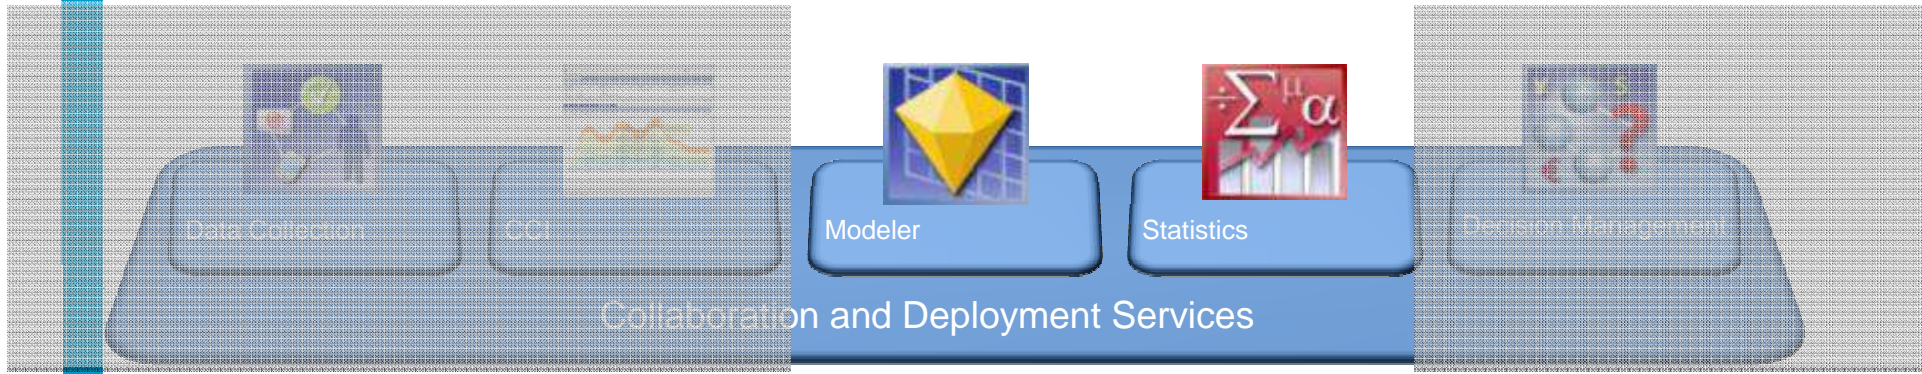 Data Collection
CCI
Modeler
Statistics
Decision Management
Collaboration and Deployment Services